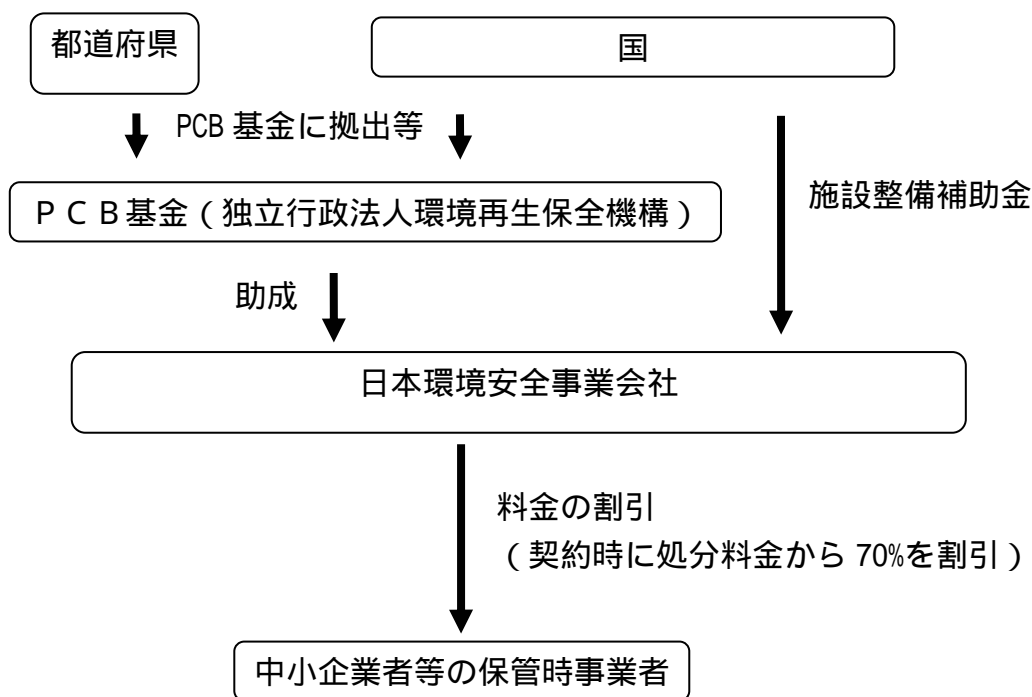 都道府県
国
PCB 基金に拠出等
施設整備補助金
ＰＣＢ基金（独立行政法人環境再生保全機構）
助成
日本環境安全事業会社
料金の割引
（契約時に処分料金から 70%を割引）
中小企業者等の保管時事業者